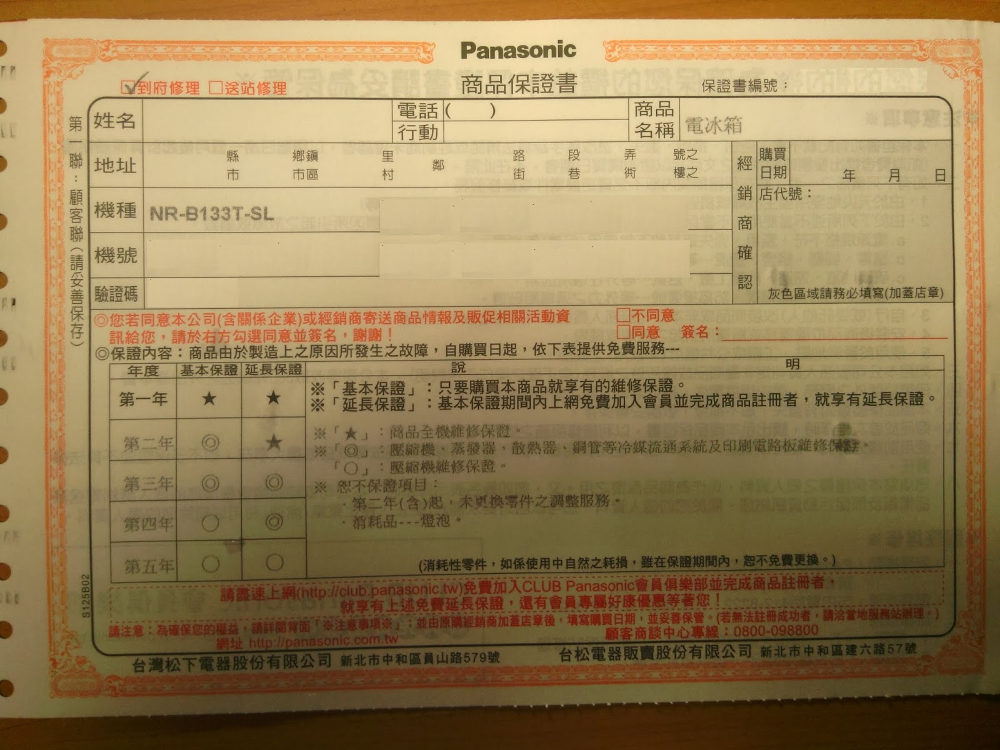 Panasonic
到府修理 送站修理
商品保證書
保證書編號：
第一聯：顧客聯(請妥善保存)
姓名
電話 ( )
行動
商品名稱
電冰箱
地址
縣市 鄉鎮市區 里村 鄰 路街 段巷 弄衖 號之樓之
經銷商確認
購買日期
年 月 日
店代號：
灰色區域請務必填寫(加蓋店章)
機種 NR-B133T-SL
機號
驗證碼
◎您若同意本公司(含關係企業)或經銷商寄送商品情報及販促相關活動資
訊給您，請於右方勾選同意並簽名，謝謝！
□不同意
□同意 簽名：
◎保證內容：商品由於製造上之原因所發生之故障，自購買日起，依下表提供免費服務---
年度 基本保證 延長保證 說 明
第一年 ★ ★
第二年 ◎ ★
第三年 ◎ ◎
第四年 ○ ◎
第五年 ○ ○
※「基本保證」：只要購買本商品就享有的維修保證。
※「延長保證」：基本保證期間內上網免費加入會員並完成商品註冊者，就享有延長保證。
※「★」：商品全機維修保證。
※「◎」：壓縮機、蒸發器、散熱器、銅管等冷媒流通系統及印刷電路板維修保證。
「○」：壓縮機維修保證。
※ 恕不保證項目：
．第二年(含)起，未更換零件之調整服務。
．消耗品---燈泡。
(消耗性零件，如係使用中自然之耗損，雖在保證期間內，恕不免費更換。)
請盡速上網(http://club.panasonic.tw)免費加入CLUB Panasonic會員俱樂部並完成商品註冊者，
就享有上述免費延長保證，還有會員專屬好康優惠等著您！
請注意：為確保您的權益，請詳閱背面「※注意事項※」；並由原購經銷商加蓋店章後，填寫購買日期，並妥善保管。(若無法註冊成功者，請洽當地服務站辦理。)
網址 http://panasonic.com.tw
顧客商談中心專線：0800-098800
台灣松下電器股份有限公司 新北市中和區員山路579號
台松電器販賣股份有限公司 新北市中和區建六路57號
S125B02